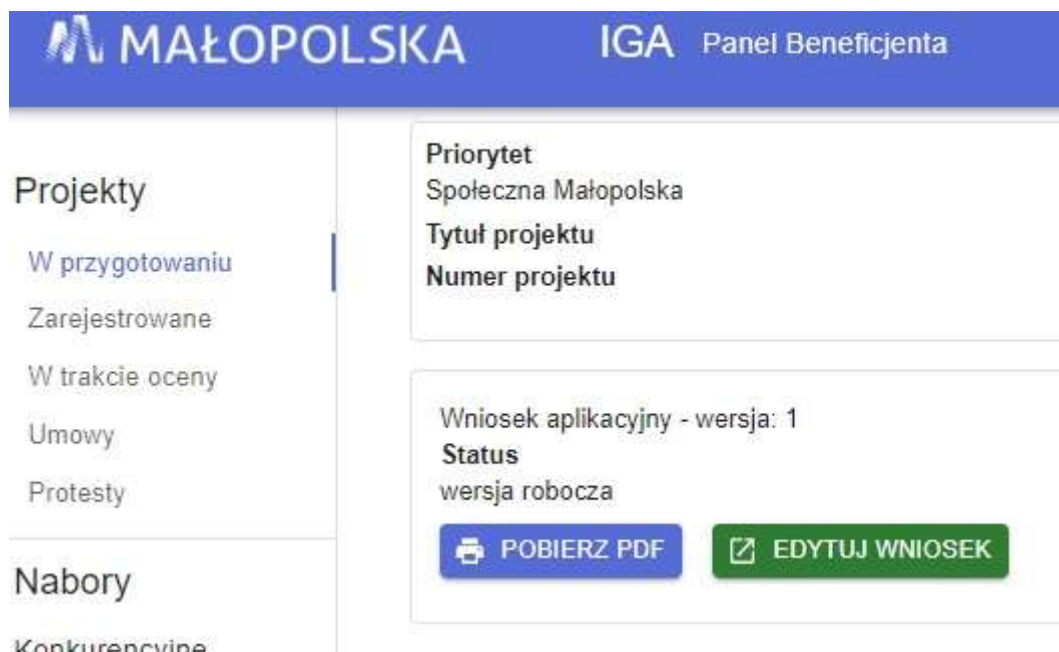 MAŁOPOLSKA IGA Panel Beneficjenta
Projekty
W przygotowaniu
Zarejestrowane
W trakcie oceny
Umowy
Protesty
Nabory
Konkurencyjne
Priorytet
Społeczna Małopolska
Tytuł projektu
Numer projektu
Wniosek aplikacyjny - wersja: 1
Status
wersja robocza
POBIERZ PDF EDYTUJ WNIOSEK